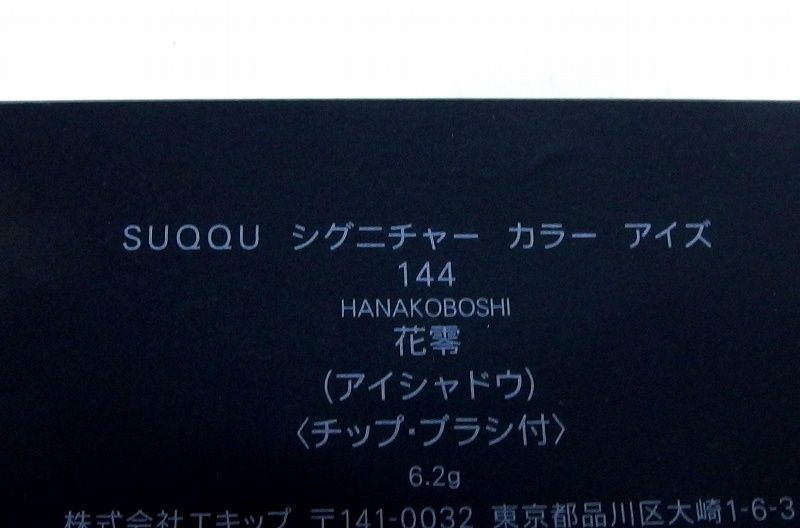 SUQQU シグニチャー カラー アイズ
144
HANAKOBOSHI
花零
(アイシャドウ)
〈チップ・ブラシ付〉
6.2g
株式会社エキップ 〒141-0032 東京都品川区大崎1-6-3